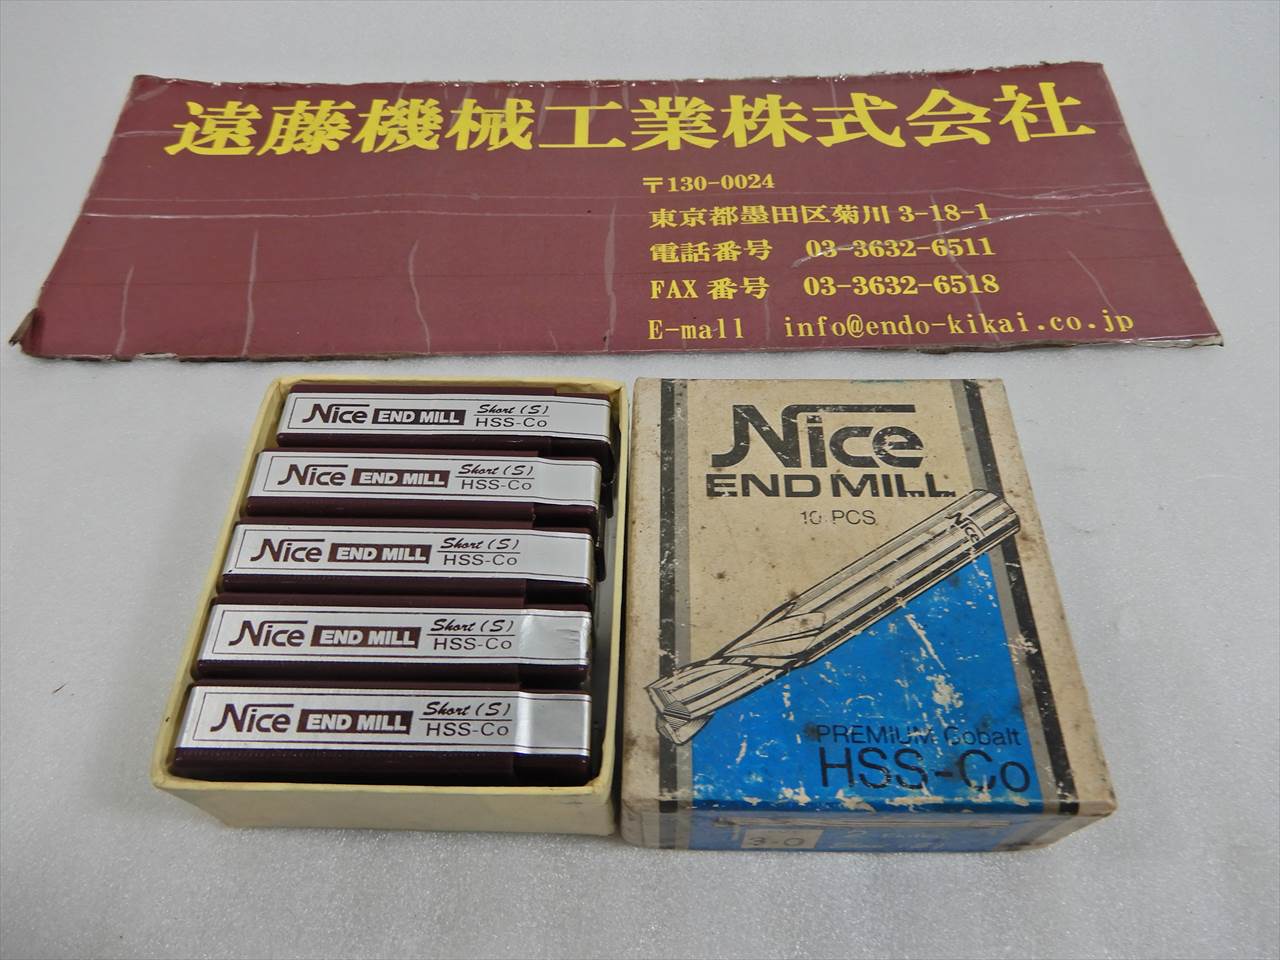 遠藤機械工業株式会社
〒130-0024
東京都墨田区菊川 3-18-1
電話番号 03-3632-6511
FAX 番号 03-3632-6518
E-mall info@endo-kikai.co.jp
Nice END MILL Short (S) HSS-Co
Nice END MILL Short (S) HSS-Co
Nice END MILL Short (S) HSS-Co
Nice END MILL Short (S) HSS-Co
Nice END MILL Short (S) HSS-Co
Nice
END MILL
10 PCS
Nice
PREMIUM Cobalt
HSS-Co
3.0